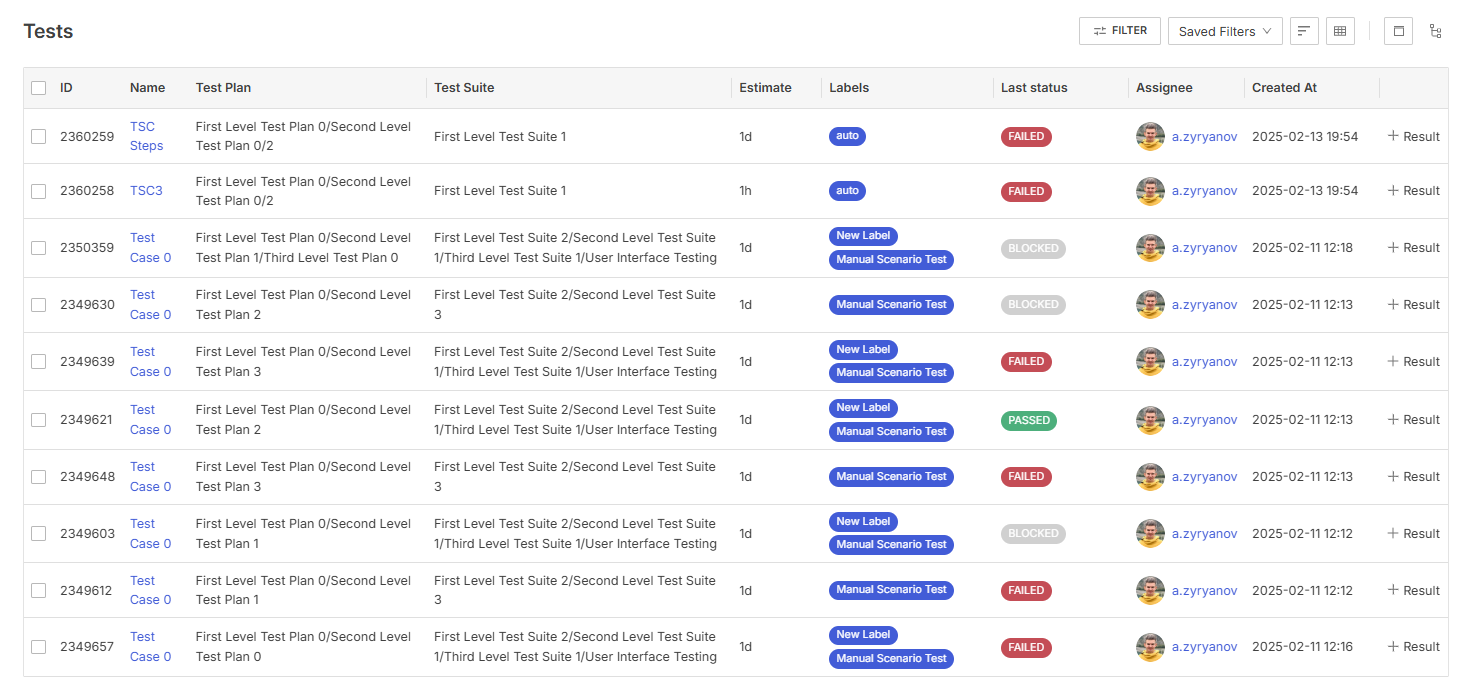 Tests
FILTER
Saved Filters
ID Name Test Plan Test Suite Estimate Labels Last status Assignee Created At
2360259 TSC Steps First Level Test Plan 0/Second Level Test Plan 0/2 First Level Test Suite 1 1d auto FAILED a.zyryanov 2025-02-13 19:54 + Result
2360258 TSC3 First Level Test Plan 0/Second Level Test Plan 0/2 First Level Test Suite 1 1h auto FAILED a.zyryanov 2025-02-13 19:54 + Result
2350359 Test Case 0 First Level Test Plan 0/Second Level Test Plan 1/Third Level Test Plan 0 First Level Test Suite 2/Second Level Test Suite 1/Third Level Test Suite 1/User Interface Testing 1d New Label Manual Scenario Test BLOCKED a.zyryanov 2025-02-11 12:18 + Result
2349630 Test Case 0 First Level Test Plan 0/Second Level Test Plan 2 First Level Test Suite 2/Second Level Test Suite 3 1d Manual Scenario Test BLOCKED a.zyryanov 2025-02-11 12:13 + Result
2349639 Test Case 0 First Level Test Plan 0/Second Level Test Plan 3 First Level Test Suite 2/Second Level Test Suite 1/Third Level Test Suite 1/User Interface Testing 1d New Label Manual Scenario Test FAILED a.zyryanov 2025-02-11 12:13 + Result
2349621 Test Case 0 First Level Test Plan 0/Second Level Test Plan 2 First Level Test Suite 2/Second Level Test Suite 1/Third Level Test Suite 1/User Interface Testing 1d New Label Manual Scenario Test PASSED a.zyryanov 2025-02-11 12:13 + Result
2349648 Test Case 0 First Level Test Plan 0/Second Level Test Plan 3 First Level Test Suite 2/Second Level Test Suite 3 1d Manual Scenario Test FAILED a.zyryanov 2025-02-11 12:13 + Result
2349603 Test Case 0 First Level Test Plan 0/Second Level Test Plan 1 First Level Test Suite 2/Second Level Test Suite 1/Third Level Test Suite 1/User Interface Testing 1d New Label Manual Scenario Test BLOCKED a.zyryanov 2025-02-11 12:12 + Result
2349612 Test Case 0 First Level Test Plan 0/Second Level Test Plan 1 First Level Test Suite 2/Second Level Test Suite 3 1d Manual Scenario Test FAILED a.zyryanov 2025-02-11 12:12 + Result
2349657 Test Case 0 First Level Test Plan 0/Second Level Test Plan 0 First Level Test Suite 2/Second Level Test Suite 1/Third Level Test Suite 1/User Interface Testing 1d New Label Manual Scenario Test FAILED a.zyryanov 2025-02-11 12:16 + Result